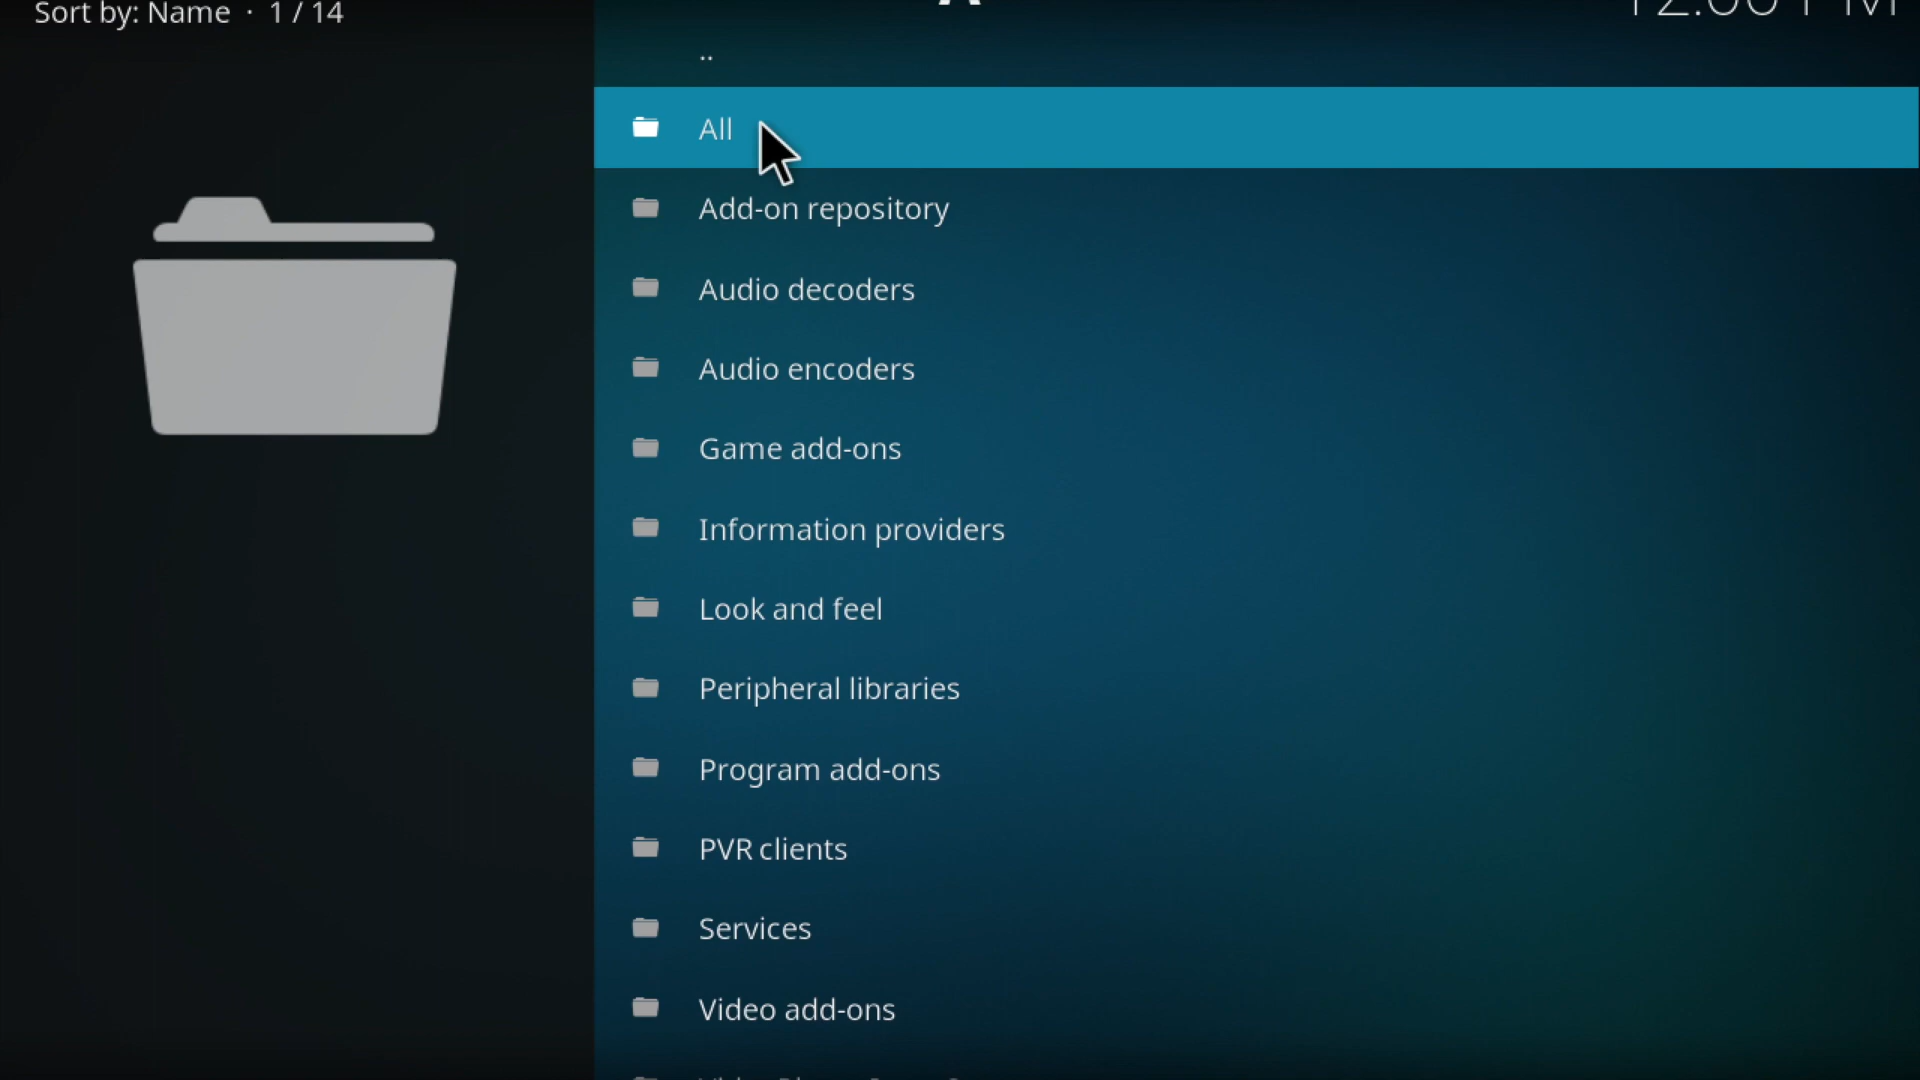 Sort by: Name · 1 / 14
..
All
Add-on repository
Audio decoders
Audio encoders
Game add-ons
Information providers
Look and feel
Peripheral libraries
Program add-ons
PVR clients
Services
Video add-ons